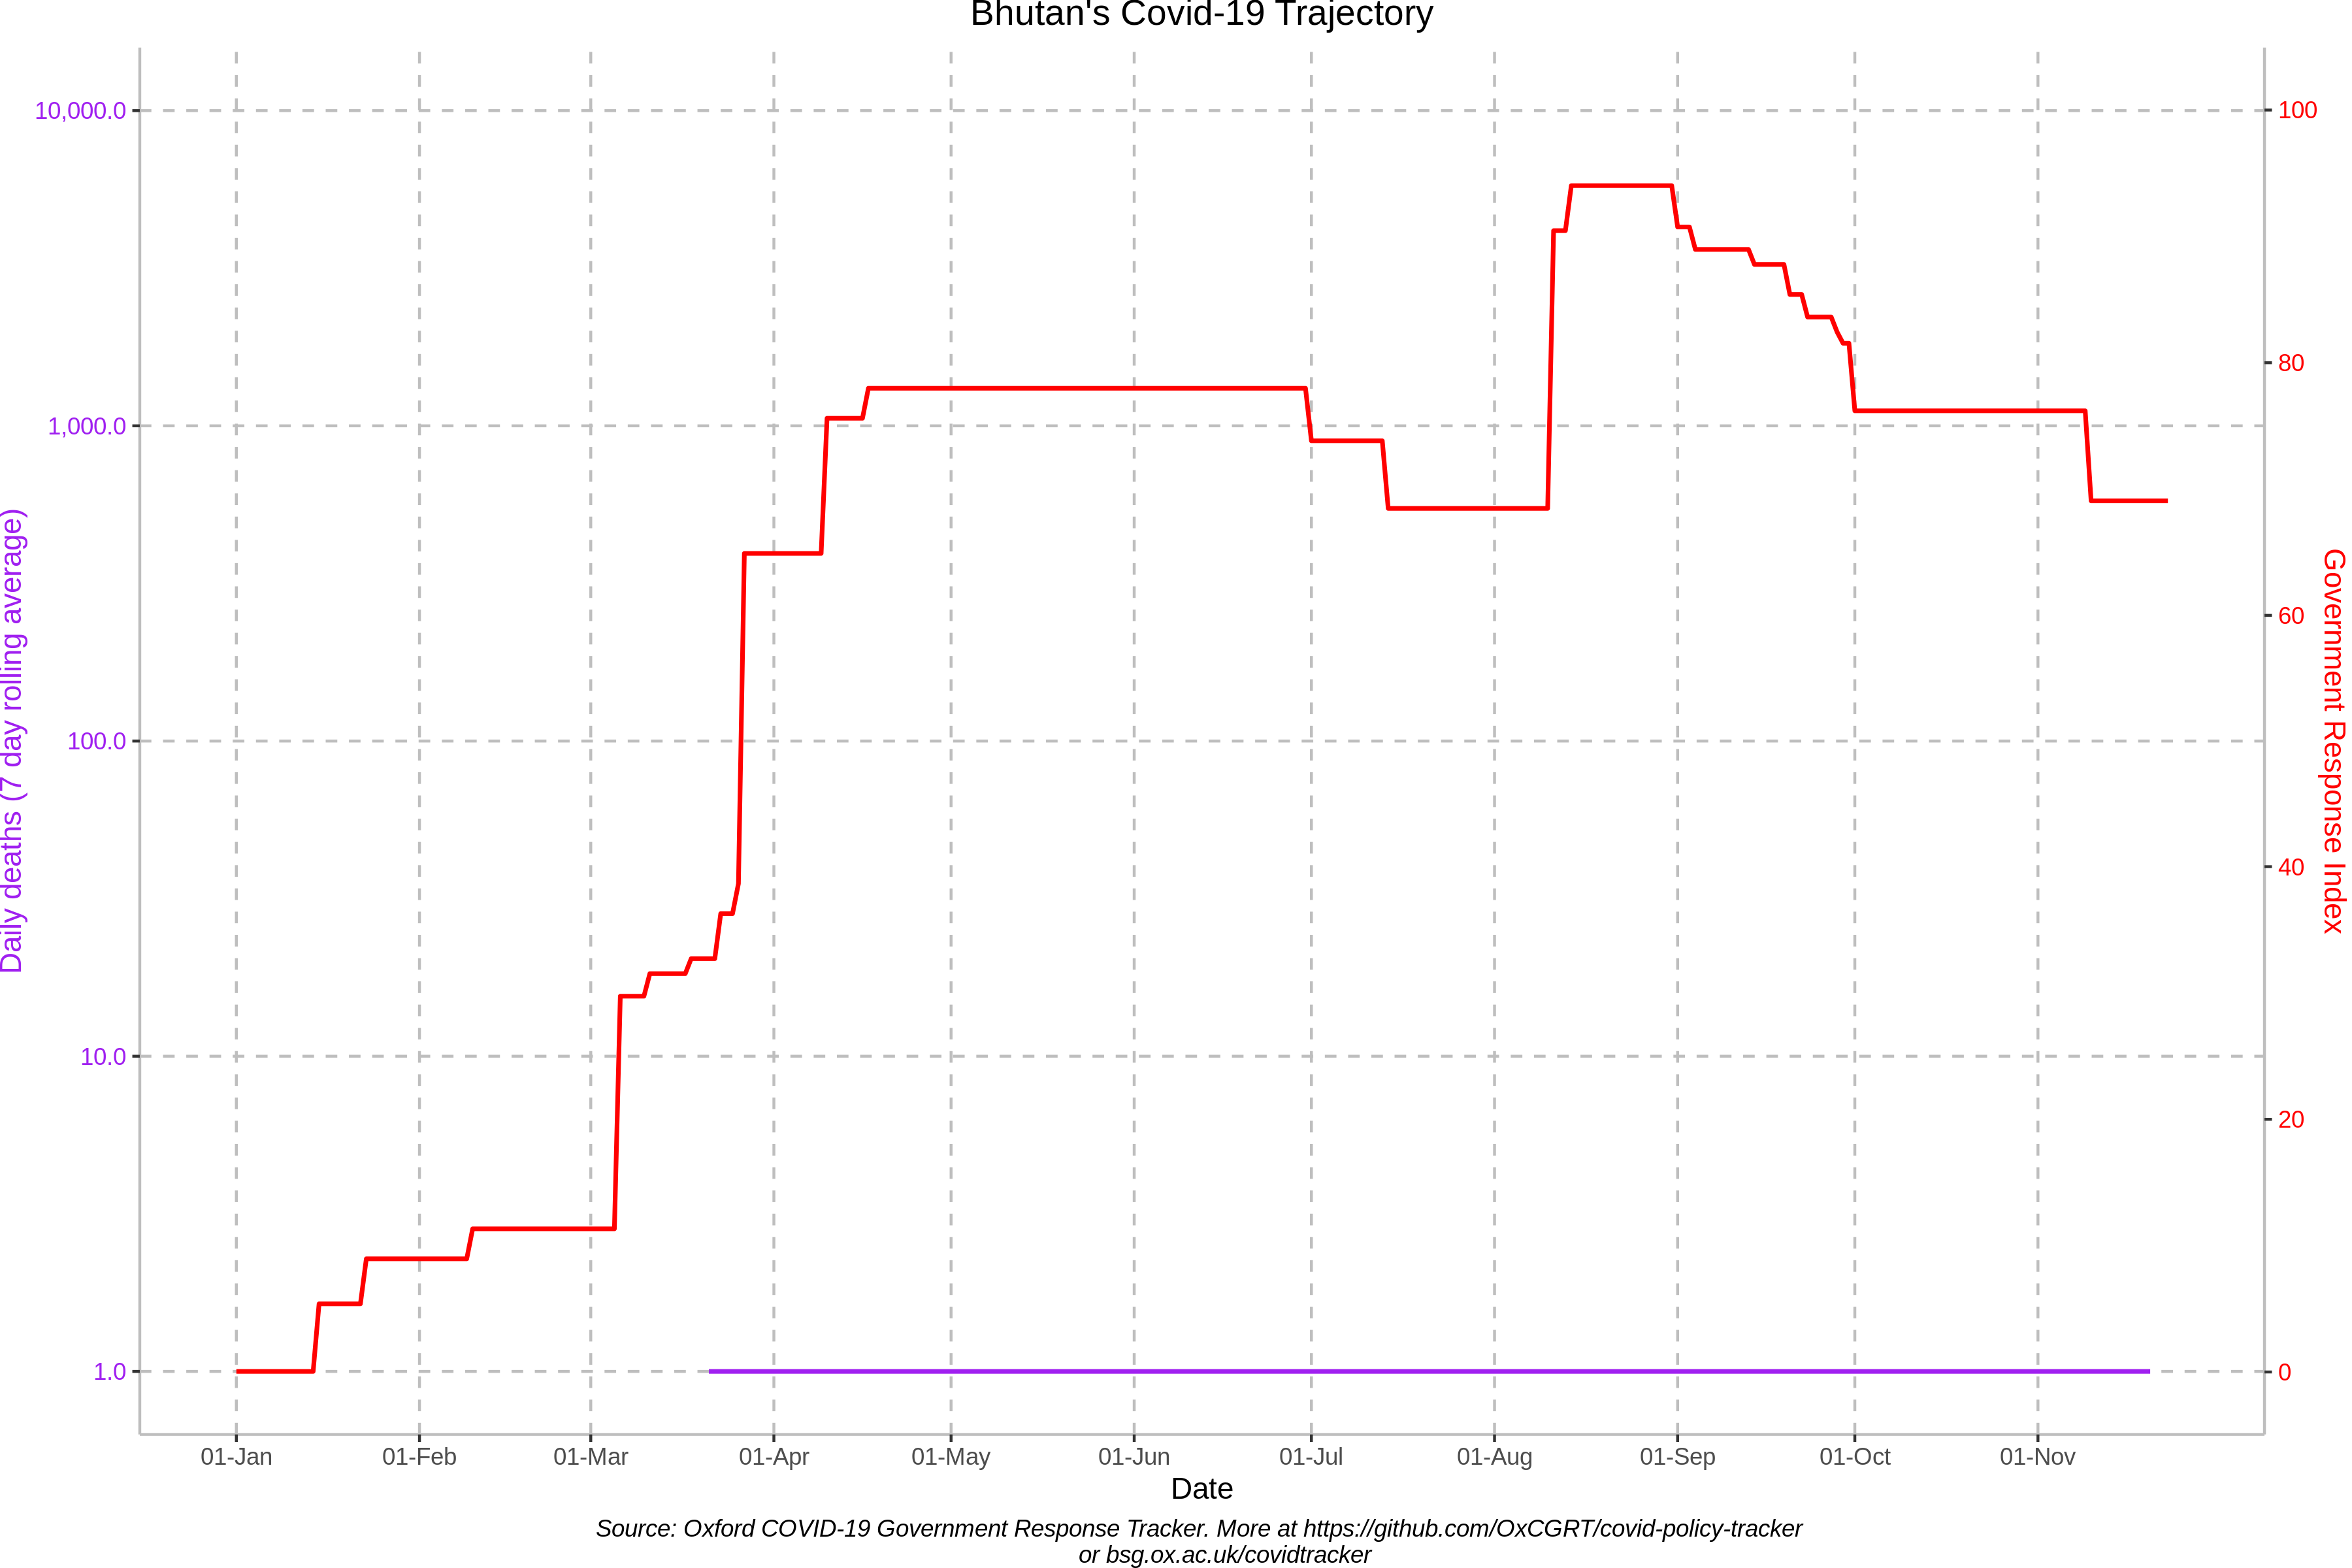 Bhutan's Covid-19 Trajectory
10,000.0
1,000.0
100.0
10.0
1.0
Daily deaths (7 day rolling average)
100
80
60
40
20
0
Government Response Index
01-Jan 01-Feb 01-Mar 01-Apr 01-May 01-Jun 01-Jul 01-Aug 01-Sep 01-Oct 01-Nov
Date
Source: Oxford COVID-19 Government Response Tracker. More at https://github.com/OxCGRT/covid-policy-tracker
or bsg.ox.ac.uk/covidtracker